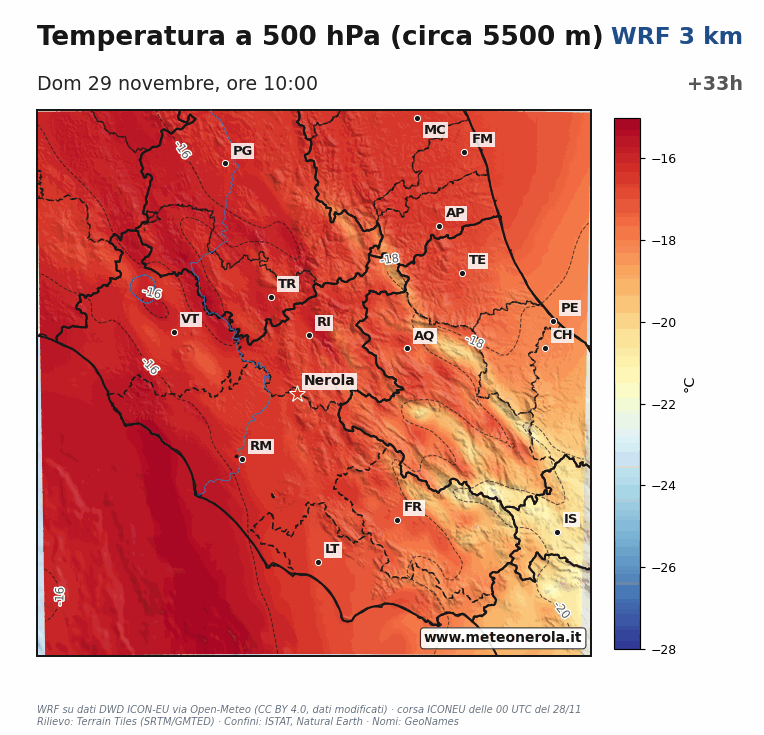 Temperatura a 500 hPa (circa 5500 m) WRF 3 km
Dom 29 novembre, ore 10:00 +33h
MC
FM
PG
-16
AP
-18
TE
TR
-16
PE
VT
RI
AQ
-18
CH
-16
Nerola
RM
FR
IS
LT
-16
-20
www.meteonerola.it
−16
−18
−20
−22
−24
−26
−28
°C
WRF su dati DWD ICON-EU via Open-Meteo (CC BY 4.0, dati modificati) · corsa ICONEU delle 00 UTC del 28/11
Rilievo: Terrain Tiles (SRTM/GMTED) · Confini: ISTAT, Natural Earth · Nomi: GeoNames